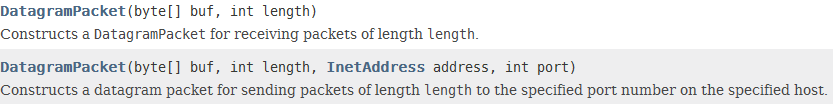 DatagramPacket(byte[] buf, int length)
Constructs a DatagramPacket for receiving packets of length length.
DatagramPacket(byte[] buf, int length, InetAddress address, int port)
Constructs a datagram packet for sending packets of length length to the specified port number on the specified host.